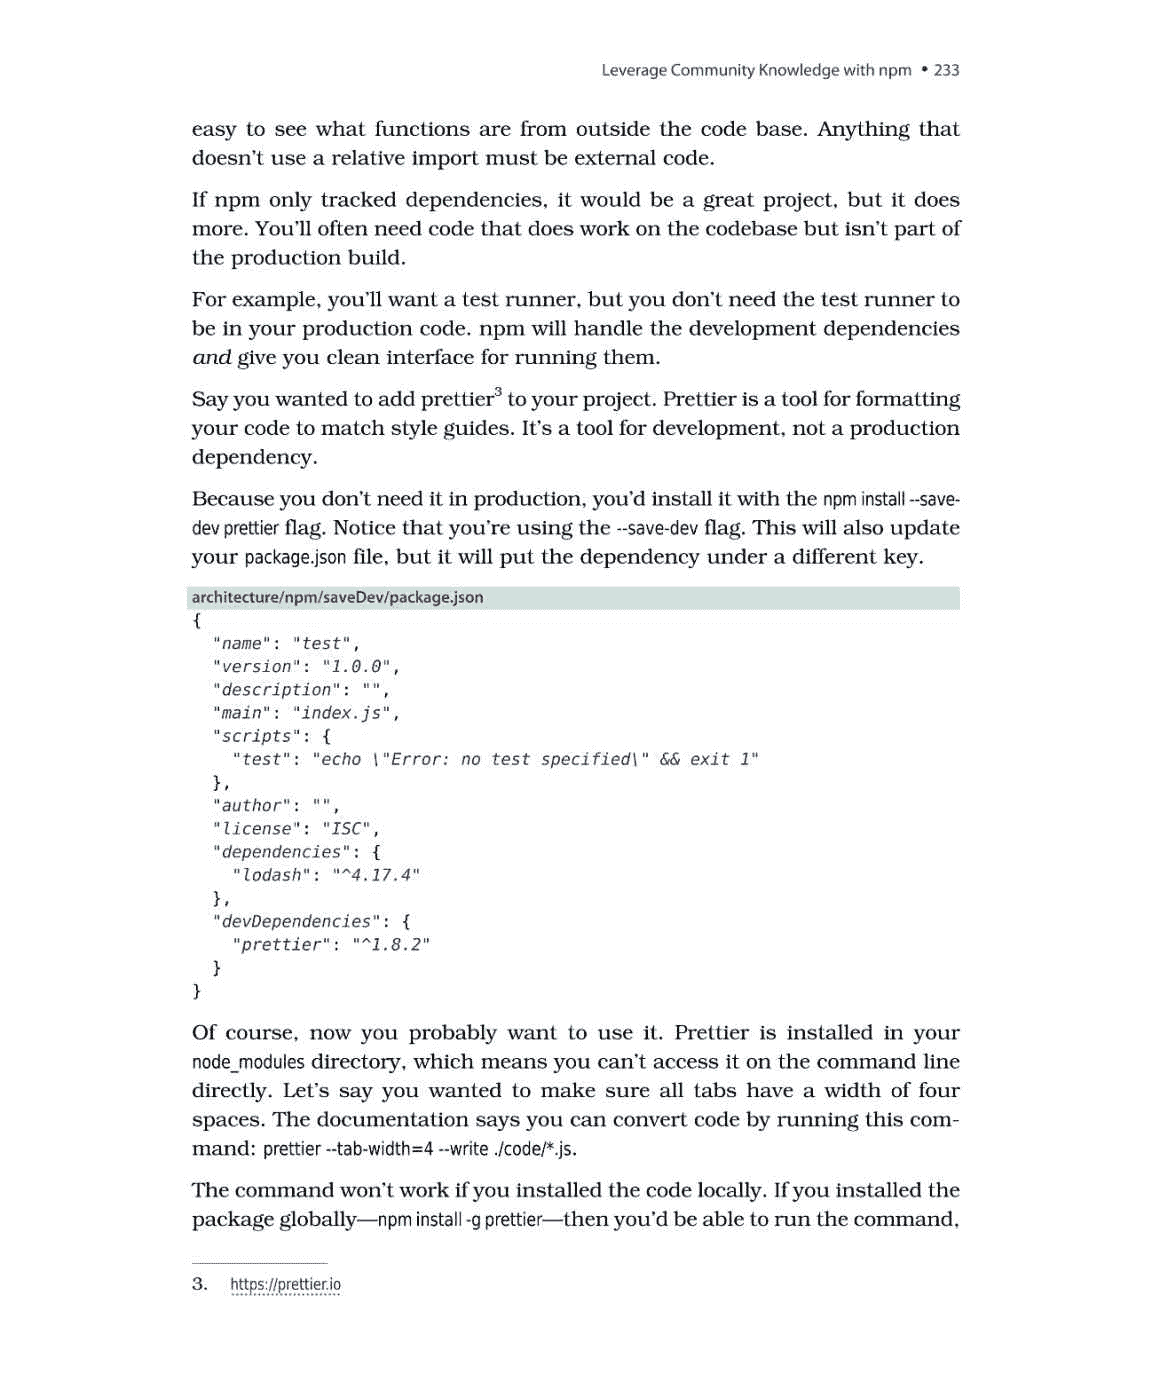 Leverage Community Knowledge with npm • 233
easy to see what functions are from outside the code base. Anything that
doesn't use a relative import must be external code.
If npm only tracked dependencies, it would be a great project, but it does
more. You'll often need code that does work on the codebase but isn't part of
the production build.
For example, you'll want a test runner, but you don't need the test runner to
be in your production code. npm will handle the development dependencies
and give you clean interface for running them.
Say you wanted to add prettier³ to your project. Prettier is a tool for formatting
your code to match style guides. It's a tool for development, not a production
dependency.
Because you don't need it in production, you'd install it with the npm install --save-
dev prettier flag. Notice that you're using the --save-dev flag. This will also update
your package.json file, but it will put the dependency under a different key.
architecture/npm/saveDev/package.json
{
  "name": "test",
  "version": "1.0.0",
  "description": "",
  "main": "index.js",
  "scripts": {
    "test": "echo \"Error: no test specified\" && exit 1"
  },
  "author": "",
  "license": "ISC",
  "dependencies": {
    "lodash": "^4.17.4"
  },
  "devDependencies": {
    "prettier": "^1.8.2"
  }
}
Of course, now you probably want to use it. Prettier is installed in your
node_modules directory, which means you can't access it on the command line
directly. Let's say you wanted to make sure all tabs have a width of four
spaces. The documentation says you can convert code by running this com-
mand: prettier --tab-width=4 --write ./code/*.js.
The command won't work if you installed the code locally. If you installed the
package globally—npm install -g prettier—then you'd be able to run the command,
3. https://prettier.io